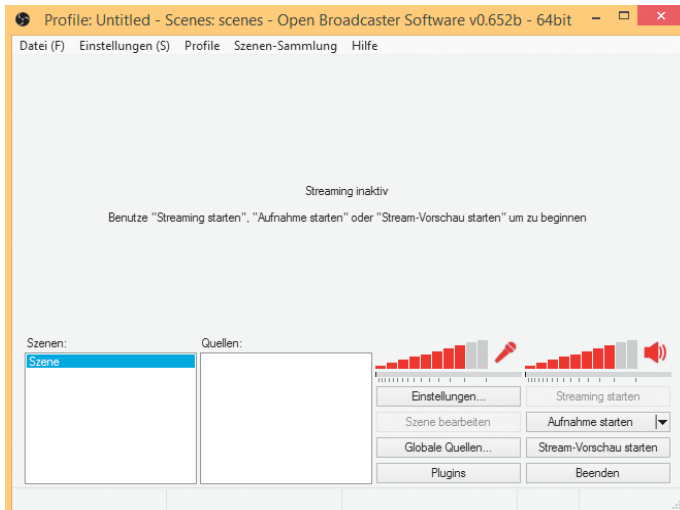 Profile: Untitled - Scenes: scenes - Open Broadcaster Software v0.652b - 64bit
Datei (F) Einstellungen (S) Profile Szenen-Sammlung Hilfe
Streaming inaktiv
Benutze "Streaming starten", "Aufnahme starten" oder "Stream-Vorschau starten" um zu beginnen
Szenen: Quellen:
Szene
Einstellungen... Streaming starten
Szene bearbeiten Aufnahme starten
Globale Quellen... Stream-Vorschau starten
Plugins Beenden